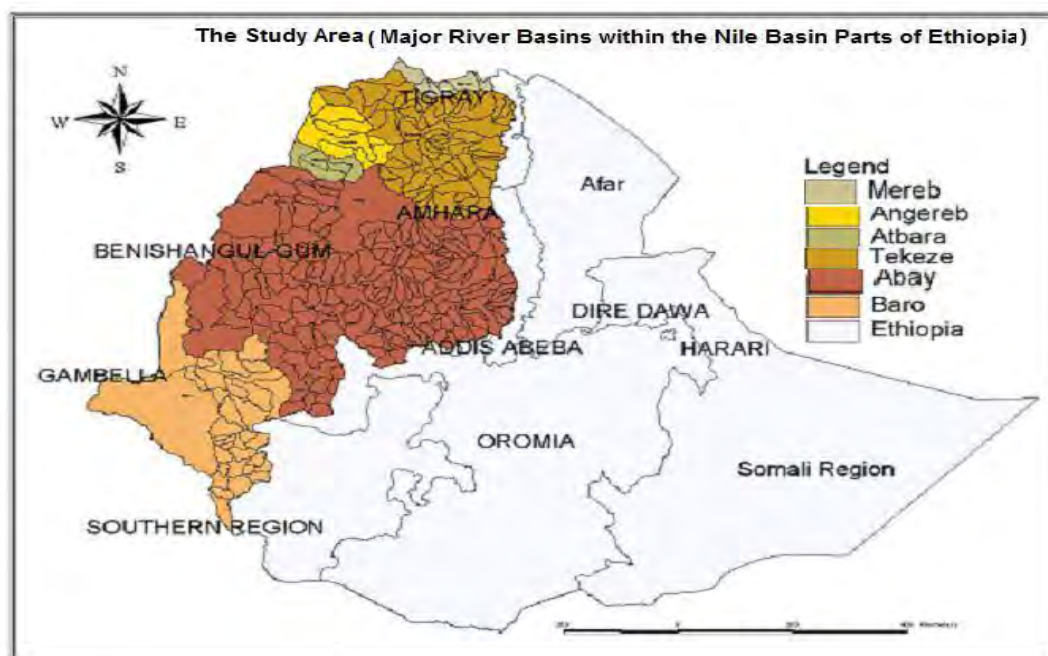 The Study Area ( Major River Basins within the Nile Basin Parts of Ethiopia)
N
W E
S
TIGRAY
Afar
AMHARA
BENISHANGUL-GUM
DIRE DAWA
ADDIS ABEBA
HARARI
GAMBELLA
OROMIA
Somali Region
SOUTHERN REGION
Legend
Mereb
Angereb
Atbara
Tekeze
Abay
Baro
Ethiopia